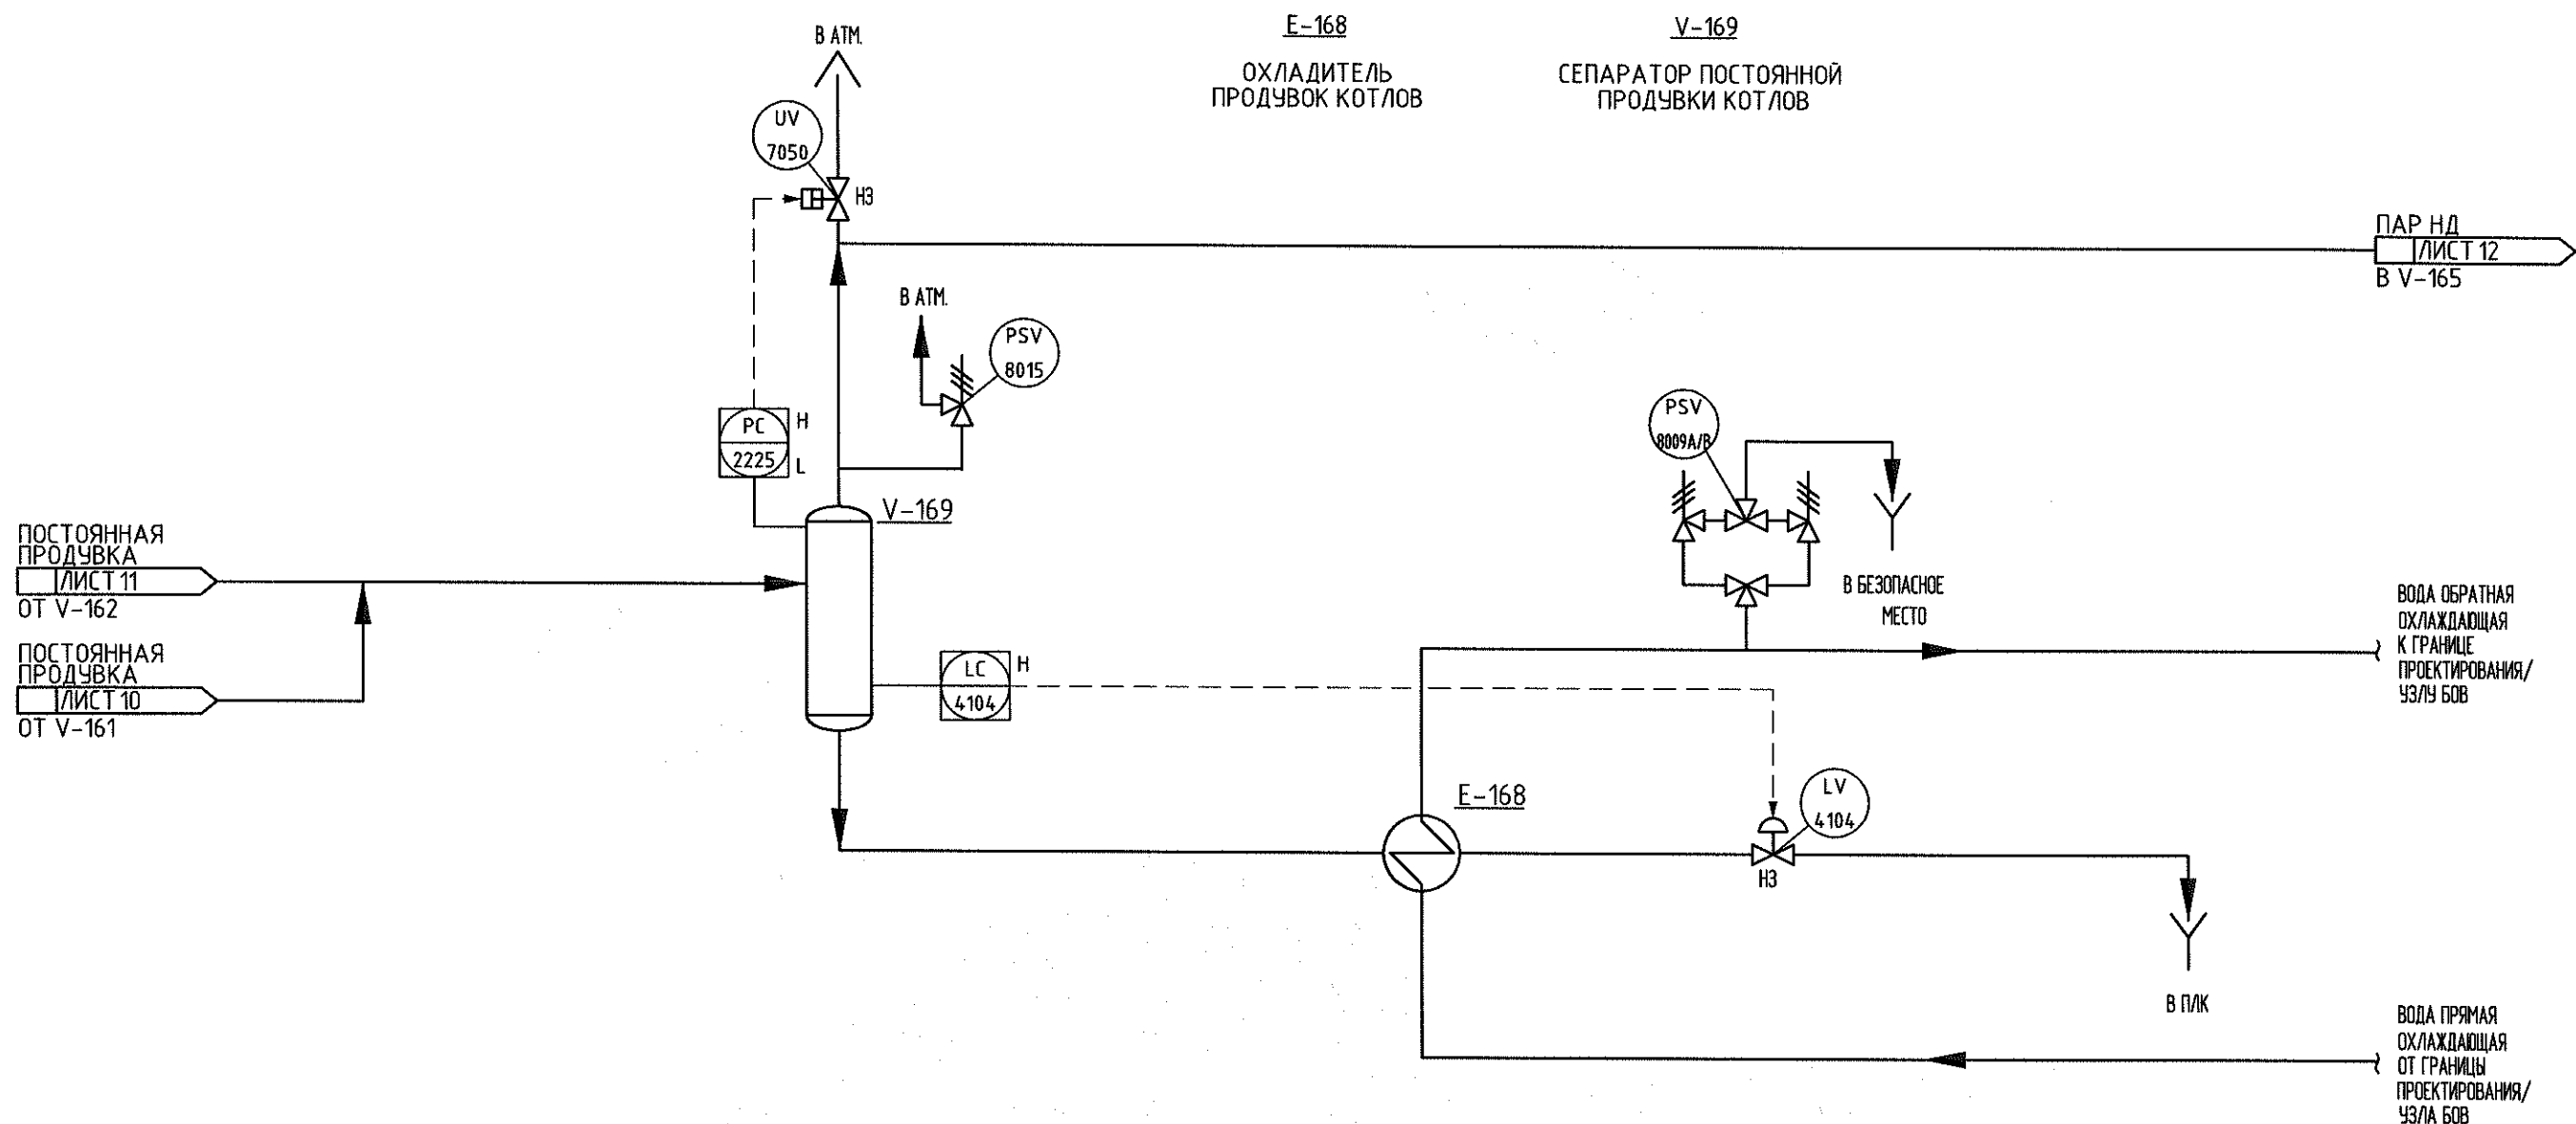 E-168
ОХЛАДИТЕЛЬ
ПРОДУВОК КОТЛОВ
V-169
СЕПАРАТОР ПОСТОЯННОЙ
ПРОДУВКИ КОТЛОВ
В АТМ.
UV
7050
НЗ
ПАР НД
ЛИСТ 12
В V-165
В АТМ.
PSV
8015
PC
2225
H
L
PSV
8009A/B
В БЕЗОПАСНОЕ
МЕСТО
V-169
ПОСТОЯННАЯ
ПРОДУВКА
ЛИСТ 11
ОТ V-162
ПОСТОЯННАЯ
ПРОДУВКА
ЛИСТ 10
ОТ V-161
LC
4104
H
ВОДА ОБРАТНАЯ
ОХЛАЖДАЮЩАЯ
К ГРАНИЦЕ
ПРОЕКТИРОВАНИЯ/
УЗЛУ БОВ
E-168
LV
4104
НЗ
В ПЛК
ВОДА ПРЯМАЯ
ОХЛАЖДАЮЩАЯ
ОТ ГРАНИЦЫ
ПРОЕКТИРОВАНИЯ/
УЗЛА БОВ